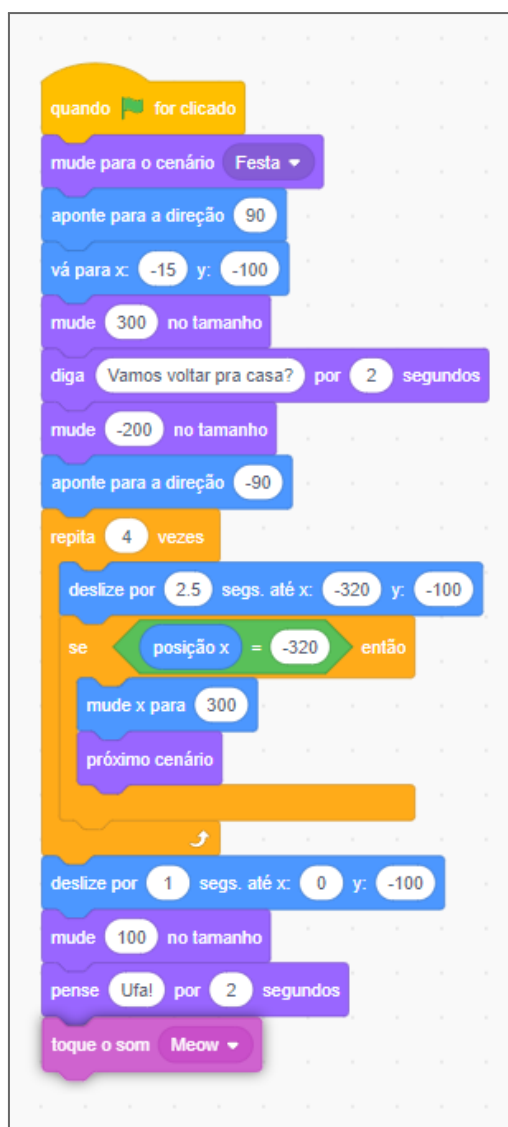 quando for clicado
mude para o cenário Festa
aponte para a direção 90
vá para x: -15 y: -100
mude 300 no tamanho
diga Vamos voltar pra casa? por 2 segundos
mude -200 no tamanho
aponte para a direção -90
repita 4 vezes
deslize por 2.5 segs. até x: -320 y: -100
se posição x = -320 então
mude x para 300
próximo cenário
deslize por 1 segs. até x: 0 y: -100
mude 100 no tamanho
pense Ufa! por 2 segundos
toque o som Meow